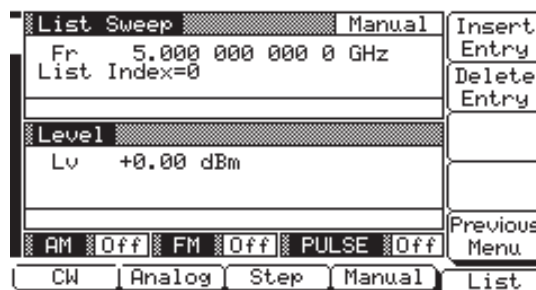 List Sweep Manual
Fr 5.000 000 000 0 GHz
List Index=0
Level
Lv +0.00 dBm
AM Off FM Off PULSE Off
Insert
Entry
Delete
Entry
Previous
Menu
CW Analog Step Manual List